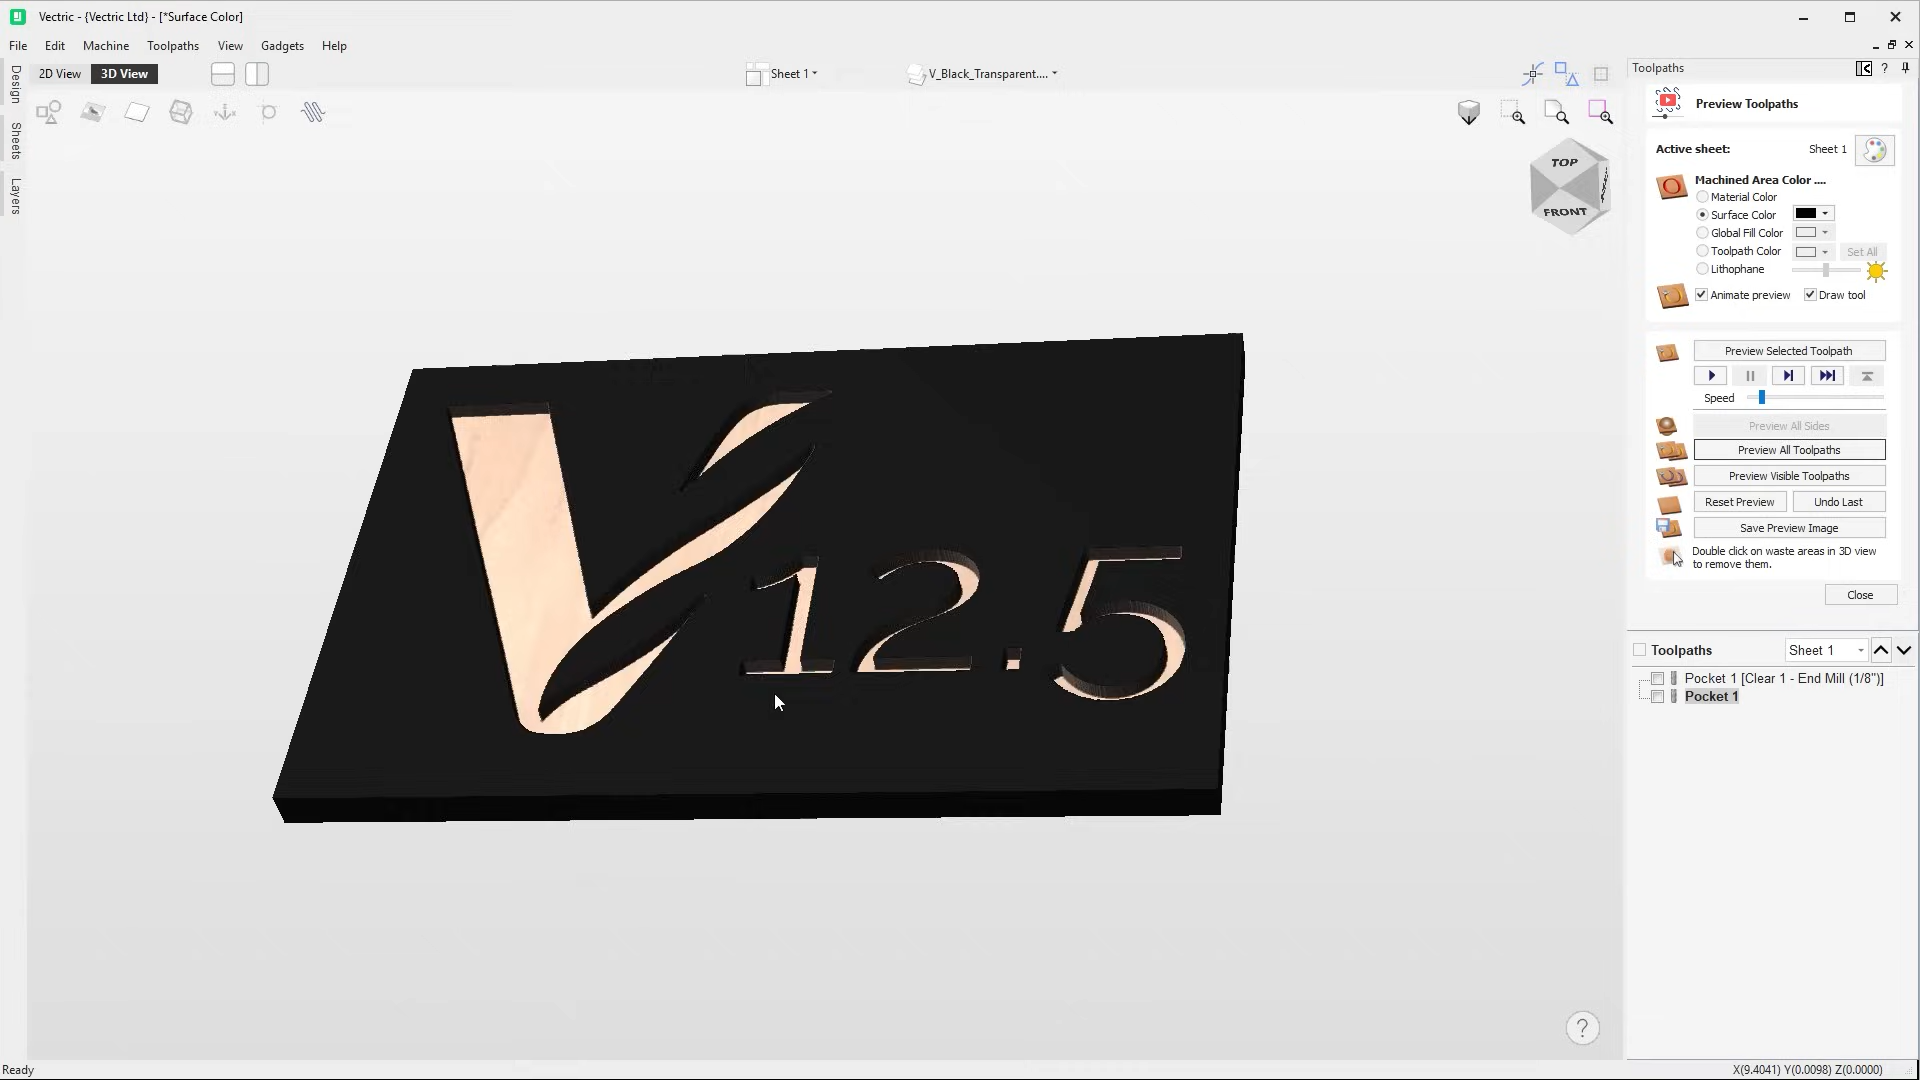 Vectric - {Vectric Ltd} - [*Surface Color]
File Edit Machine Toolpaths View Gadgets Help
2D View 3D View
Sheet 1
V_Black_Transparent....
Design
Sheets
Layers
TOP
FRONT
V 12.5
Toolpaths
?
Preview Toolpaths
Active sheet: Sheet 1
Machined Area Color ....
Material Color
Surface Color
Global Fill Color
Toolpath Color Set All
Lithophane
Animate preview Draw tool
Preview Selected Toolpath
Speed
Preview All Sides
Preview All Toolpaths
Preview Visible Toolpaths
Reset Preview Undo Last
Save Preview Image
Double click on waste areas in 3D view
to remove them.
Close
Toolpaths Sheet 1
Pocket 1 [Clear 1 - End Mill (1/8")]
Pocket 1
?
Ready
X(9.4041) Y(0.0098) Z(0.0000)